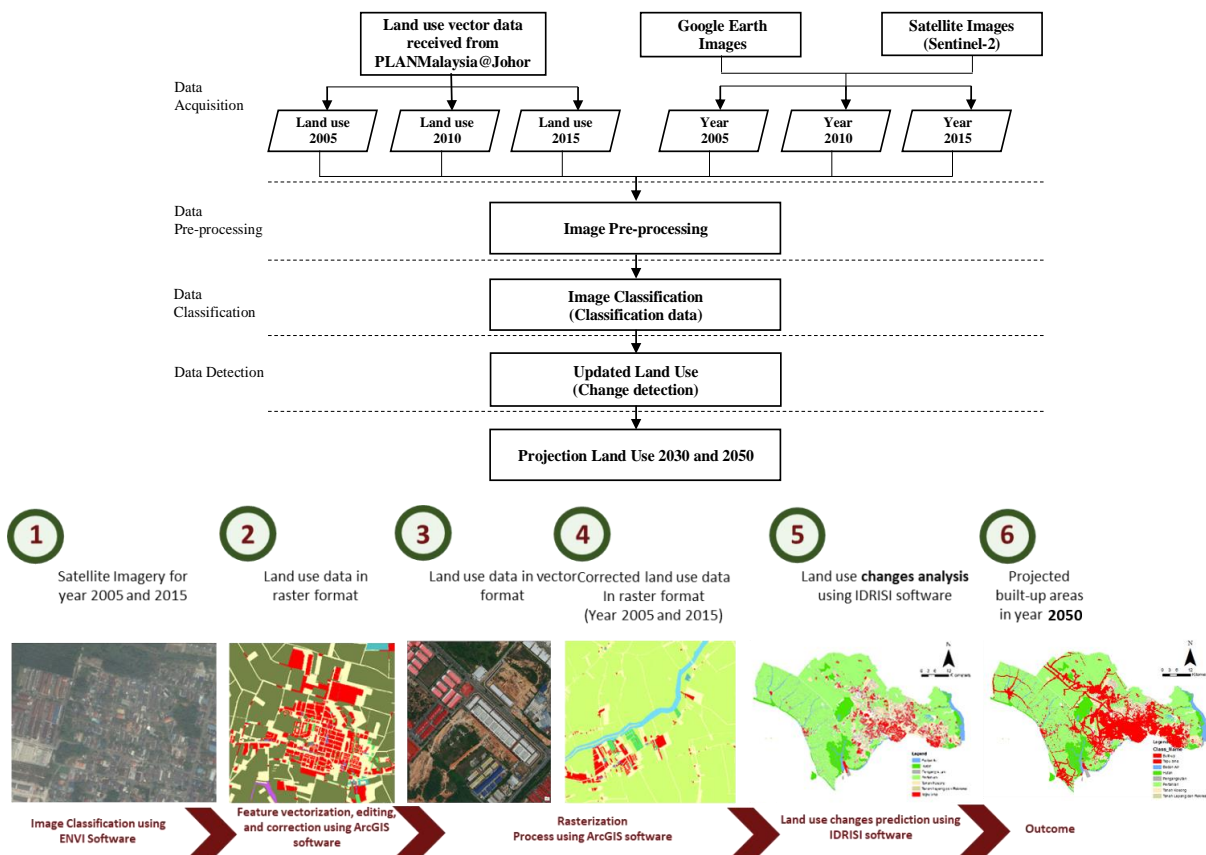 Land use vector data
received from
PLANMalaysia@Johor
Google Earth
Images
Satellite Images
(Sentinel-2)
Data
Acquisition
Land use
2005
Land use
2010
Land use
2015
Year
2005
Year
2010
Year
2015
Data
Pre-processing
Image Pre-processing
Data
Classification
Image Classification
(Classification data)
Data Detection
Updated Land Use
(Change detection)
Projection Land Use 2030 and 2050
1
Satellite Imagery for
year 2005 and 2015
2
Land use data in
raster format
3
Land use data in vector
format
4
Corrected land use data
In raster format
(Year 2005 and 2015)
5
Land use changes analysis
using IDRISI software
6
Projected
built-up areas
in year 2050
N
Legend
Hutan
Pertanian
N
Class_Name
Hutan
Pertanian
Image Classification using
ENVI Software
Feature vectorization, editing,
and correction using ArcGIS
software
Rasterization
Process using ArcGIS software
Land use changes prediction using
IDRISI software
Outcome